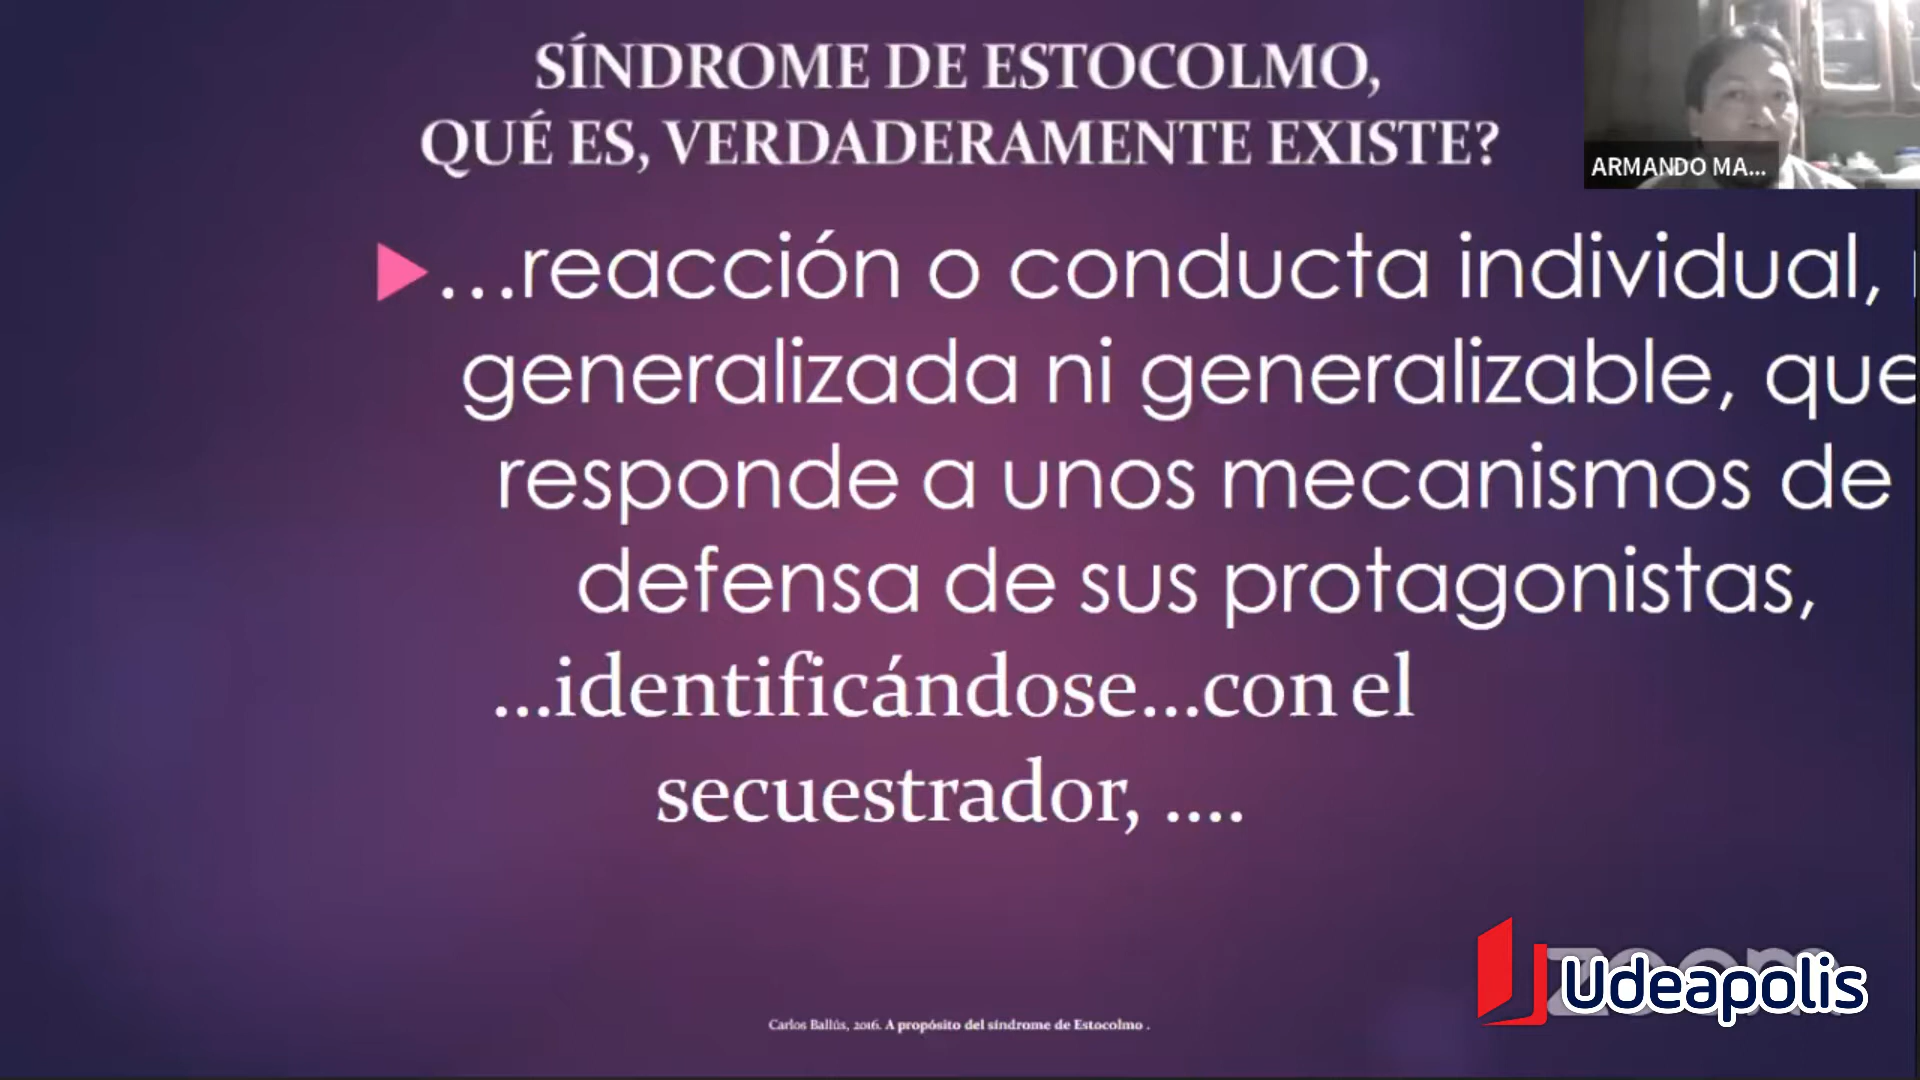 SÍNDROME DE ESTOCOLMO,
QUÉ ES, VERDADERAMENTE EXISTE?
ARMANDO MA...
...reacción o conducta individual,
generalizada ni generalizable, que
responde a unos mecanismos de
defensa de sus protagonistas,
...identificándose...con el
secuestrador, ....
zoom
Udeapolis
Carlos Ballús, 2016. A propósito del síndrome de Estocolmo .